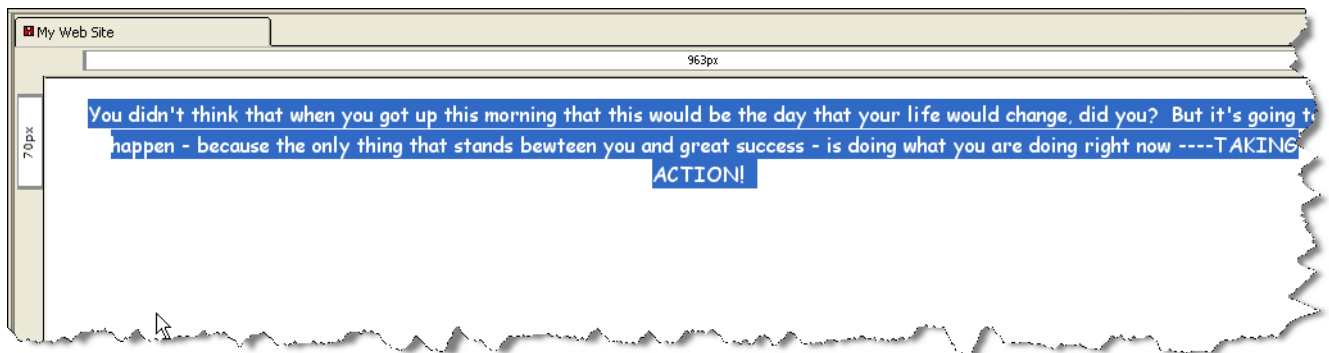 My Web Site
963px
70px
You didn't think that when you got up this morning that this would be the day that your life would change, did you?  But it's going to
happen - because the only thing that stands bewteen you and great success - is doing what you are doing right now ----TAKING
ACTION!